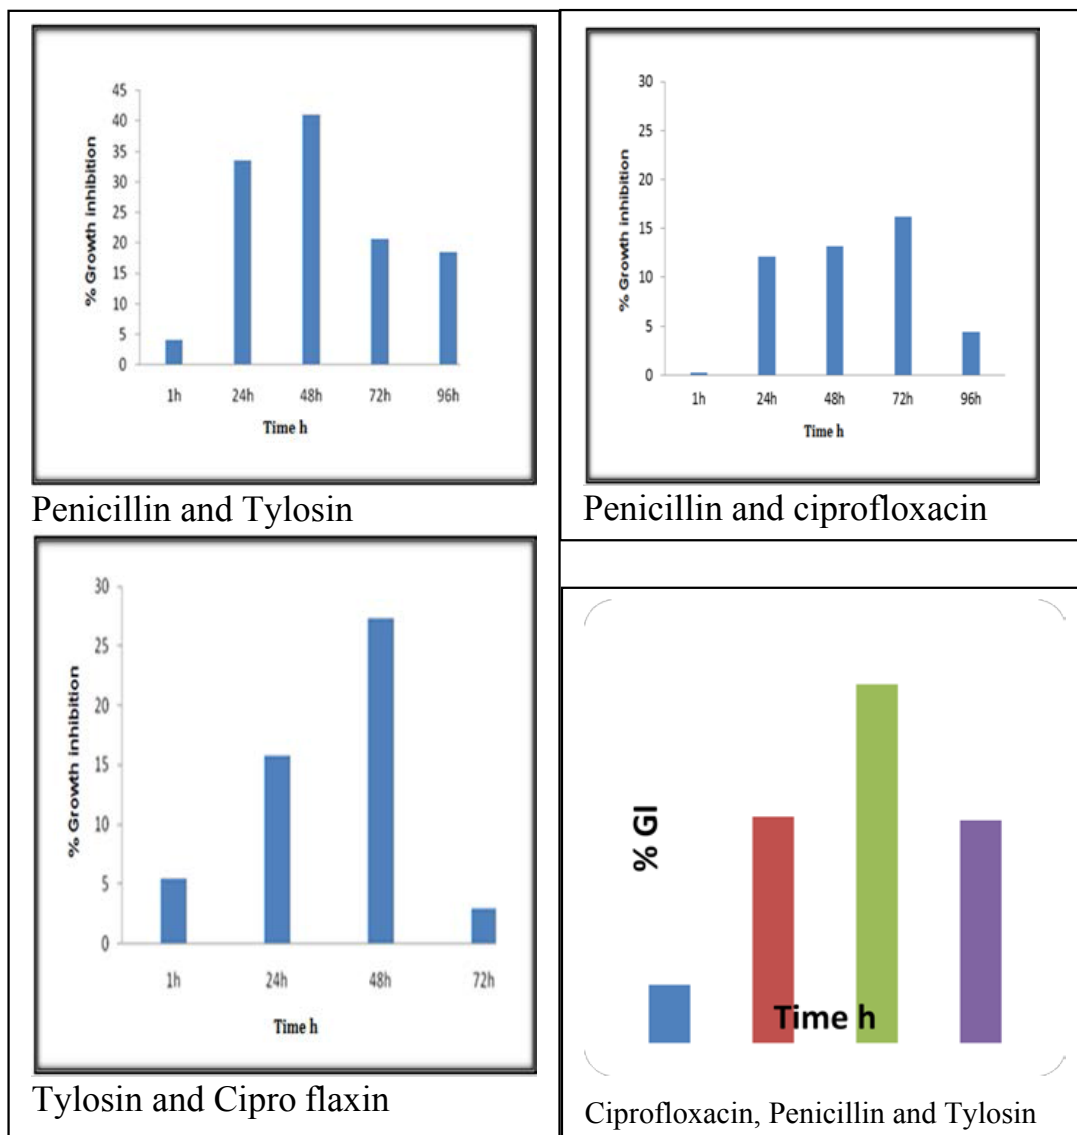 45
40
35
30
25
20
15
10
5
0
% Growth inhibition
1h 24h 48h 72h 96h
Time h
Penicillin and Tylosin
30
25
20
15
10
5
0
% Growth inhibition
1h 24h 48h 72h 96h
Time h
Penicillin and ciprofloxacin
30
25
20
15
10
5
0
% Growth inhibition
1h 24h 48h 72h
Time h
Tylosin and Cipro flaxin
% GI
Time h
Ciprofloxacin, Penicillin and Tylosin